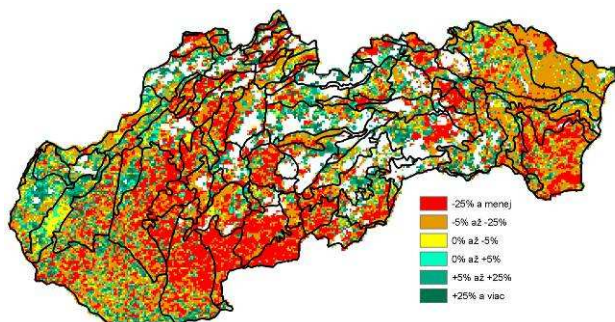 -25% a menej
-5% až -25%
0% až -5%
0% až +5%
+5% až +25%
+25% a viac